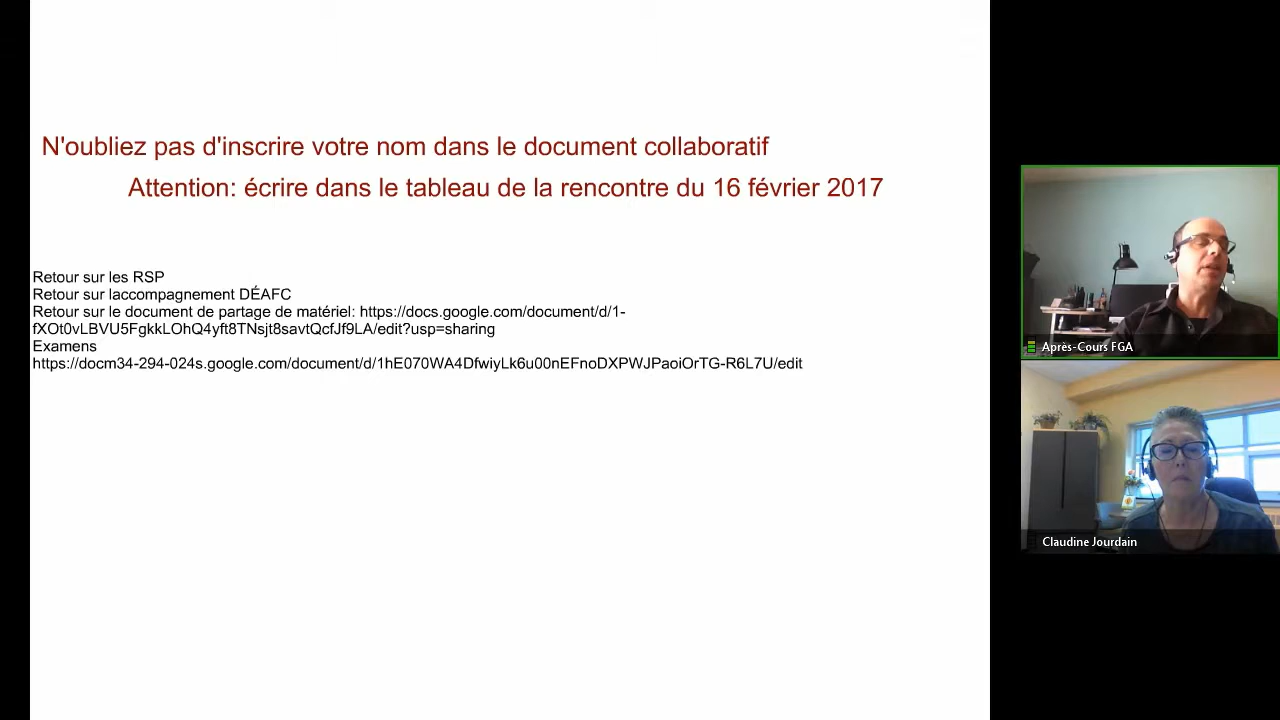 N'oubliez pas d'inscrire votre nom dans le document collaboratif
Attention: écrire dans le tableau de la rencontre du 16 février 2017
Retour sur les RSP
Retour sur laccompagnement DÉAFC
Retour sur le document de partage de matériel: https://docs.google.com/document/d/1-
fXOt0vLBVU5FgkkLOhQ4yft8TNsjt8savtQcfJf9LA/edit?usp=sharing
Examens
https://docm34-294-024s.google.com/document/d/1hE070WA4DfwiyLk6u00nEFnoDXPWJPaoiOrTG-R6L7U/edit
Après-Cours FGA
Claudine Jourdain